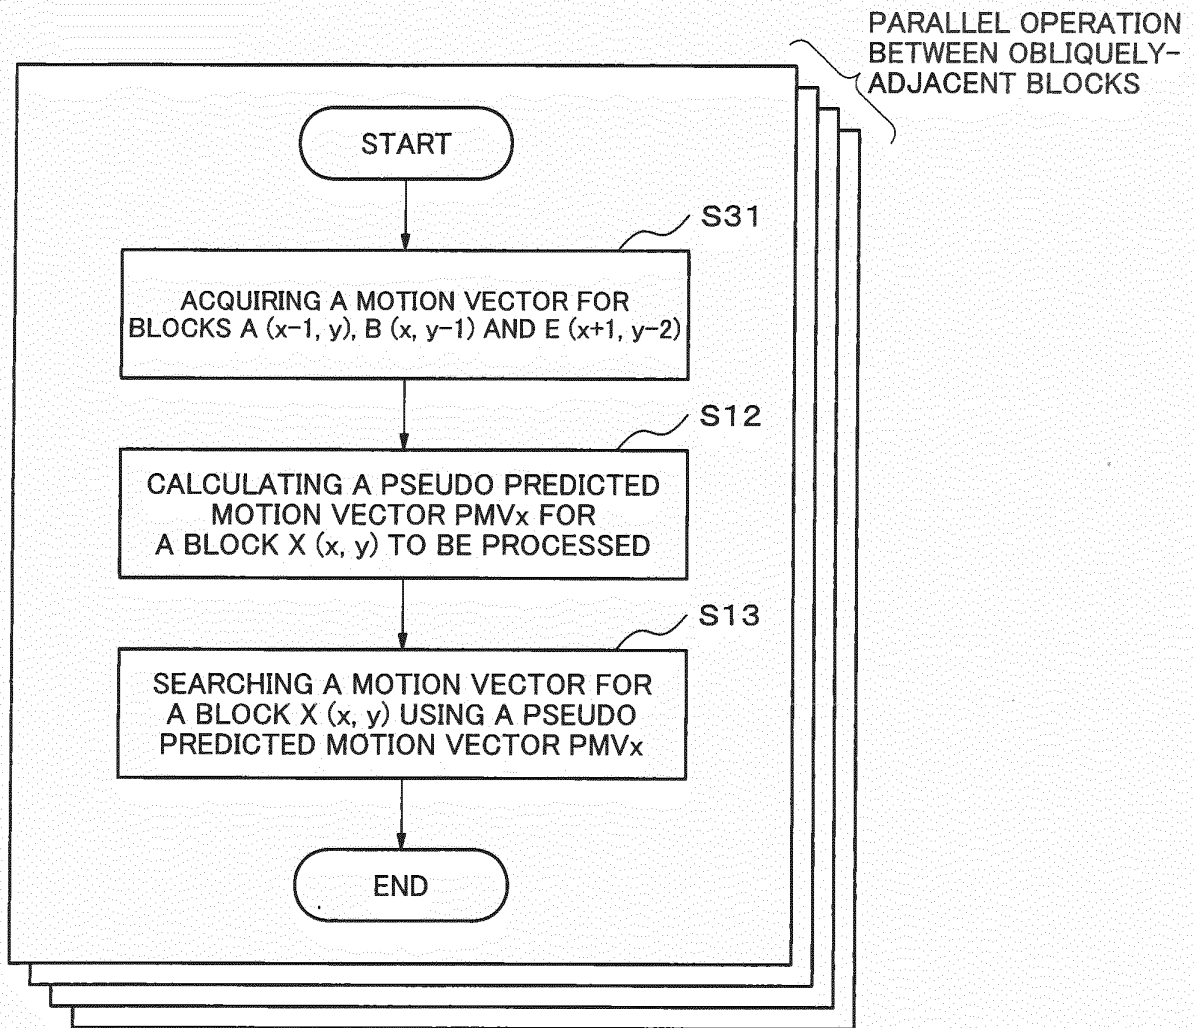 PARALLEL OPERATION
BETWEEN OBLIQUELY-
ADJACENT BLOCKS
START
S31
ACQUIRING A MOTION VECTOR FOR
BLOCKS A (x-1, y), B (x, y-1) AND E (x+1, y-2)
S12
CALCULATING A PSEUDO PREDICTED
MOTION VECTOR PMVx FOR
A BLOCK X (x, y) TO BE PROCESSED
S13
SEARCHING A MOTION VECTOR FOR
A BLOCK X (x, y) USING A PSEUDO
PREDICTED MOTION VECTOR PMVx
END